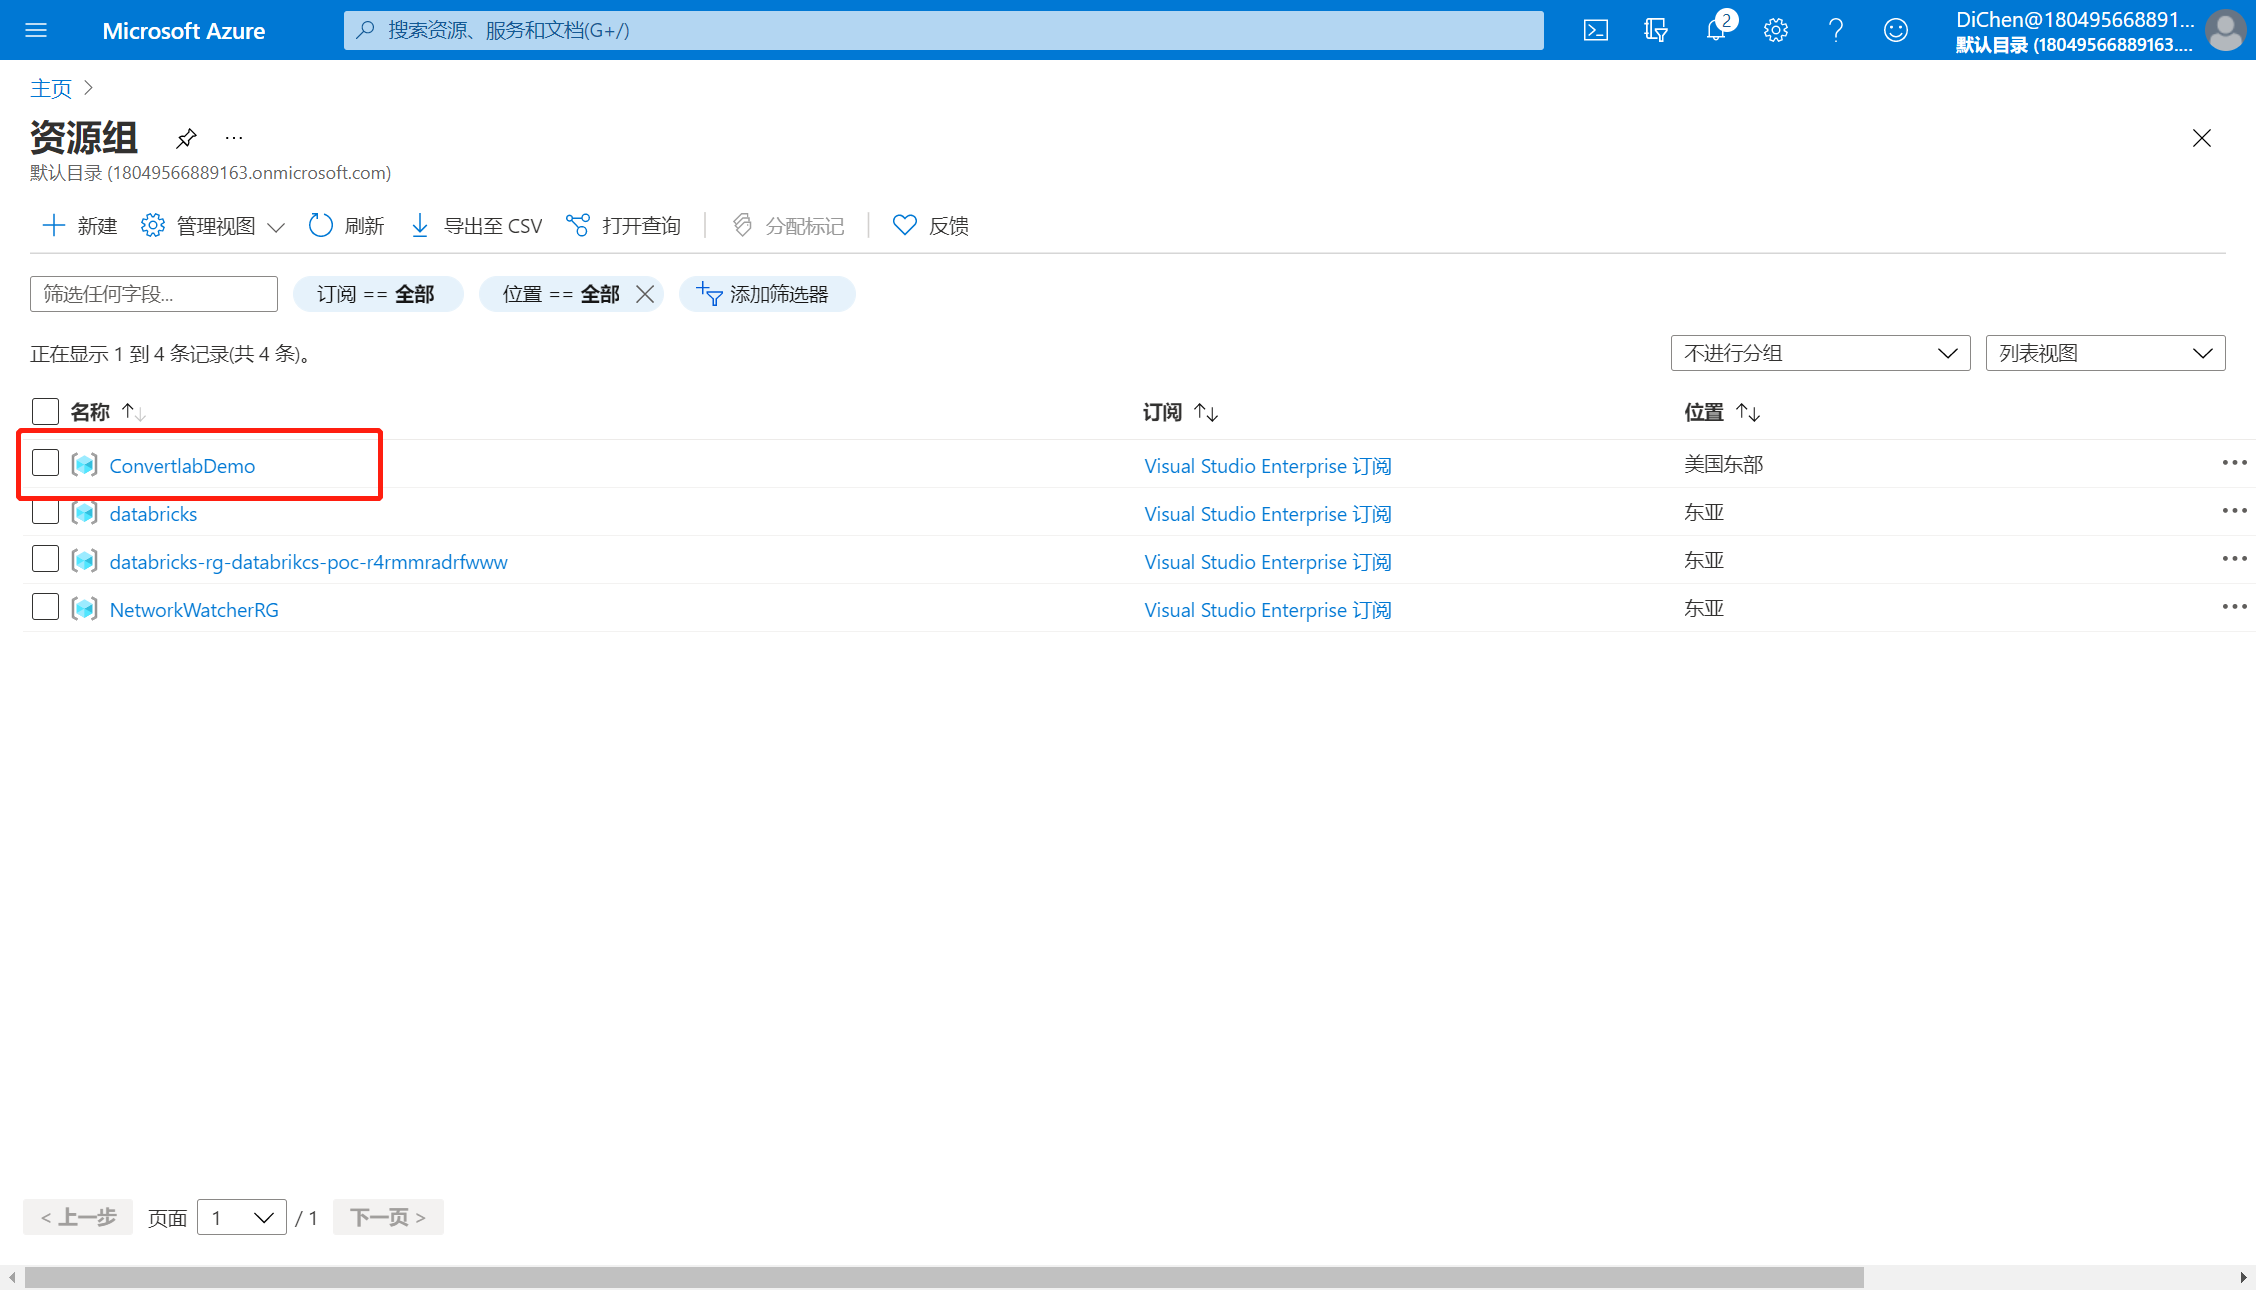 Microsoft Azure
搜索资源、服务和文档(G+/)
2
DiChen@180495668891...
默认目录 (18049566889163....
主页 >
资源组 ...
默认目录 (18049566889163.onmicrosoft.com)
新建 管理视图 刷新 导出至 CSV 打开查询 分配标记 反馈
筛选任何字段... 订阅 == 全部 位置 == 全部 添加筛选器
正在显示 1 到 4 条记录(共 4 条)。 不进行分组 列表视图
名称 订阅 位置
ConvertlabDemo Visual Studio Enterprise 订阅 美国东部
databricks Visual Studio Enterprise 订阅 东亚
databricks-rg-databrikcs-poc-r4rmmradrfwww Visual Studio Enterprise 订阅 东亚
NetworkWatcherRG Visual Studio Enterprise 订阅 东亚
< 上一步 页面 1 / 1 下一页 >